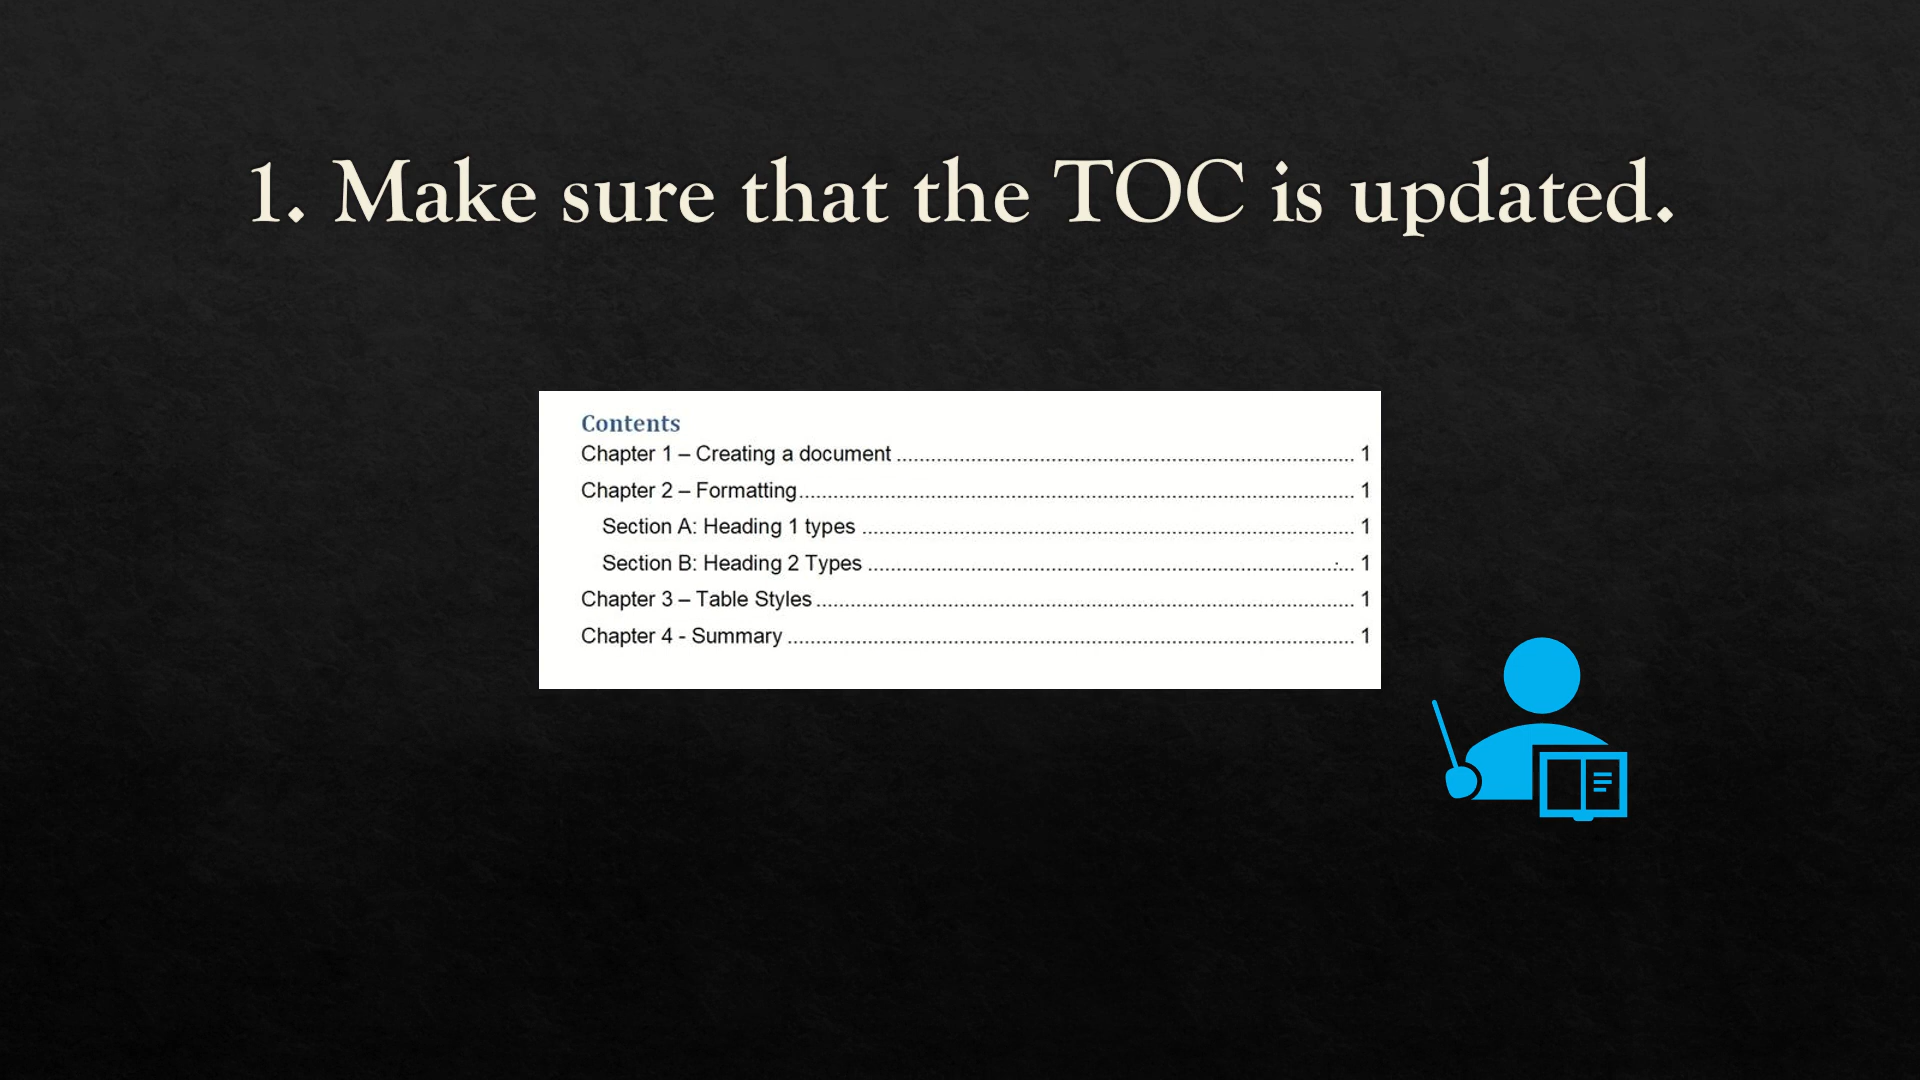 1. Make sure that the TOC is updated.
Contents
Chapter 1 – Creating a document ........................................................................... 1
Chapter 2 – Formatting........................................................................................... 1
Section A: Heading 1 types ................................................................................ 1
Section B: Heading 2 Types ............................................................................... 1
Chapter 3 – Table Styles ........................................................................................ 1
Chapter 4 - Summary ............................................................................................. 1